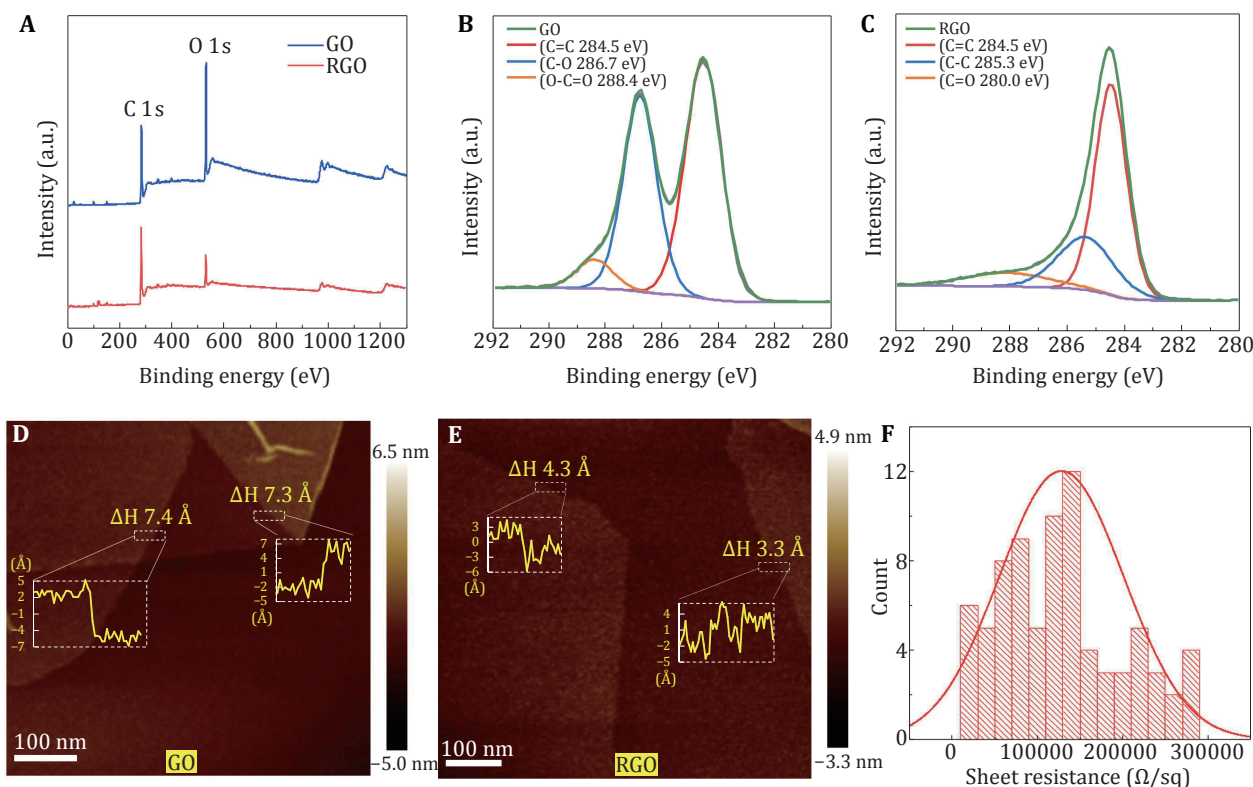 A
C 1s
O 1s
GO
RGO
Intensity (a.u.)
0 200 400 600 800 1000 1200
Binding energy (eV)
B
GO
(C=C 284.5 eV)
(C-O 286.7 eV)
(O-C=O 288.4 eV)
Intensity (a.u.)
292 290 288 286 284 282 280
Binding energy (eV)
C
RGO
(C=C 284.5 eV)
(C-C 285.3 eV)
(C=O 280.0 eV)
Intensity (a.u.)
292 290 288 286 284 282 280
Binding energy (eV)
D
ΔH 7.4 Å
(Å)
5
2
−1
−4
−7
ΔH 7.3 Å
7
4
1
−2
−5
(Å)
100 nm
GO
6.5 nm
−5.0 nm
E
ΔH 4.3 Å
3
0
−3
−6
(Å)
ΔH 3.3 Å
4
1
−2
−5
(Å)
100 nm
RGO
4.9 nm
−3.3 nm
F
Count
12
8
4
0
0 100000 200000 300000
Sheet resistance (Ω/sq)